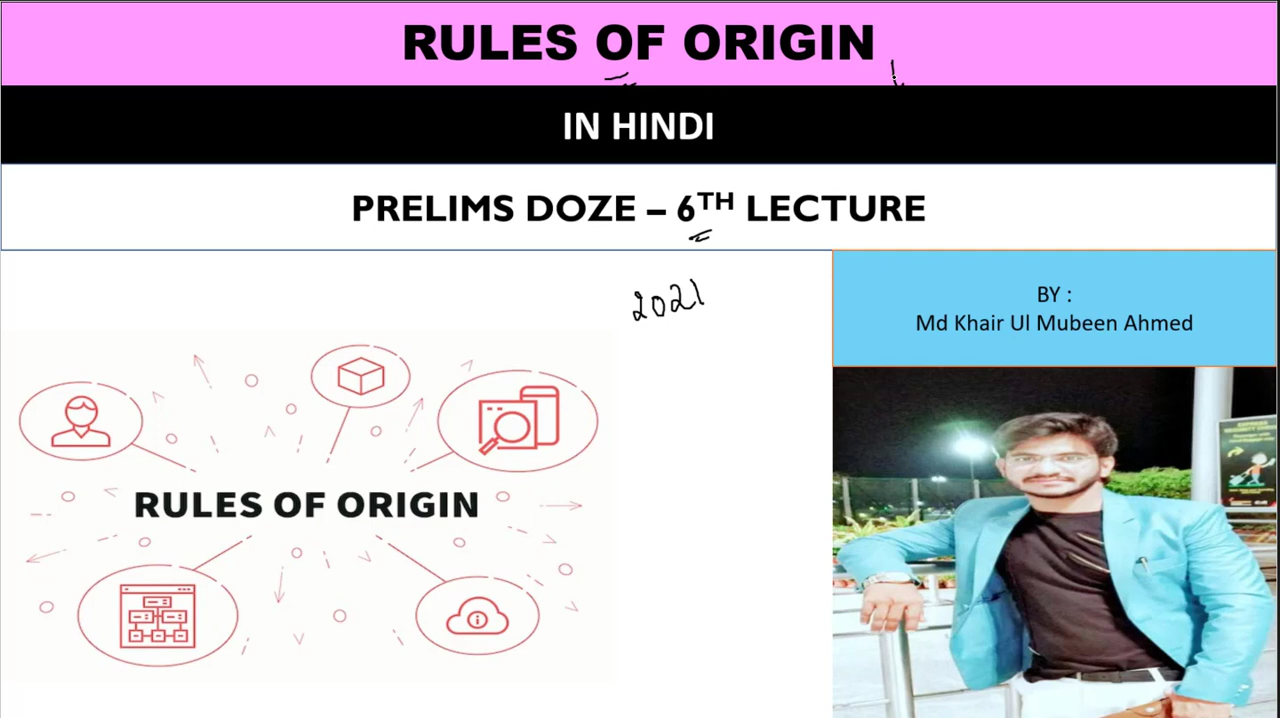 RULES OF ORIGIN
IN HINDI
PRELIMS DOZE – 6TH LECTURE
2021
BY :
Md Khair Ul Mubeen Ahmed
RULES OF ORIGIN